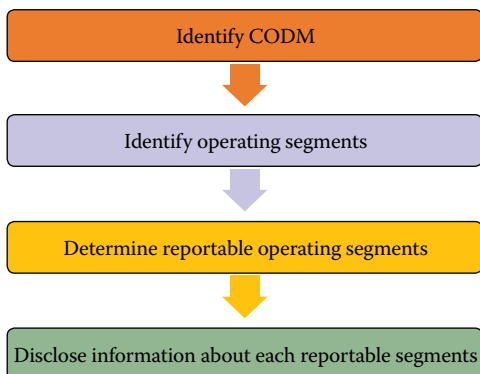 Identify CODM
Identify operating segments
Determine reportable operating segments
Disclose information about each reportable segments